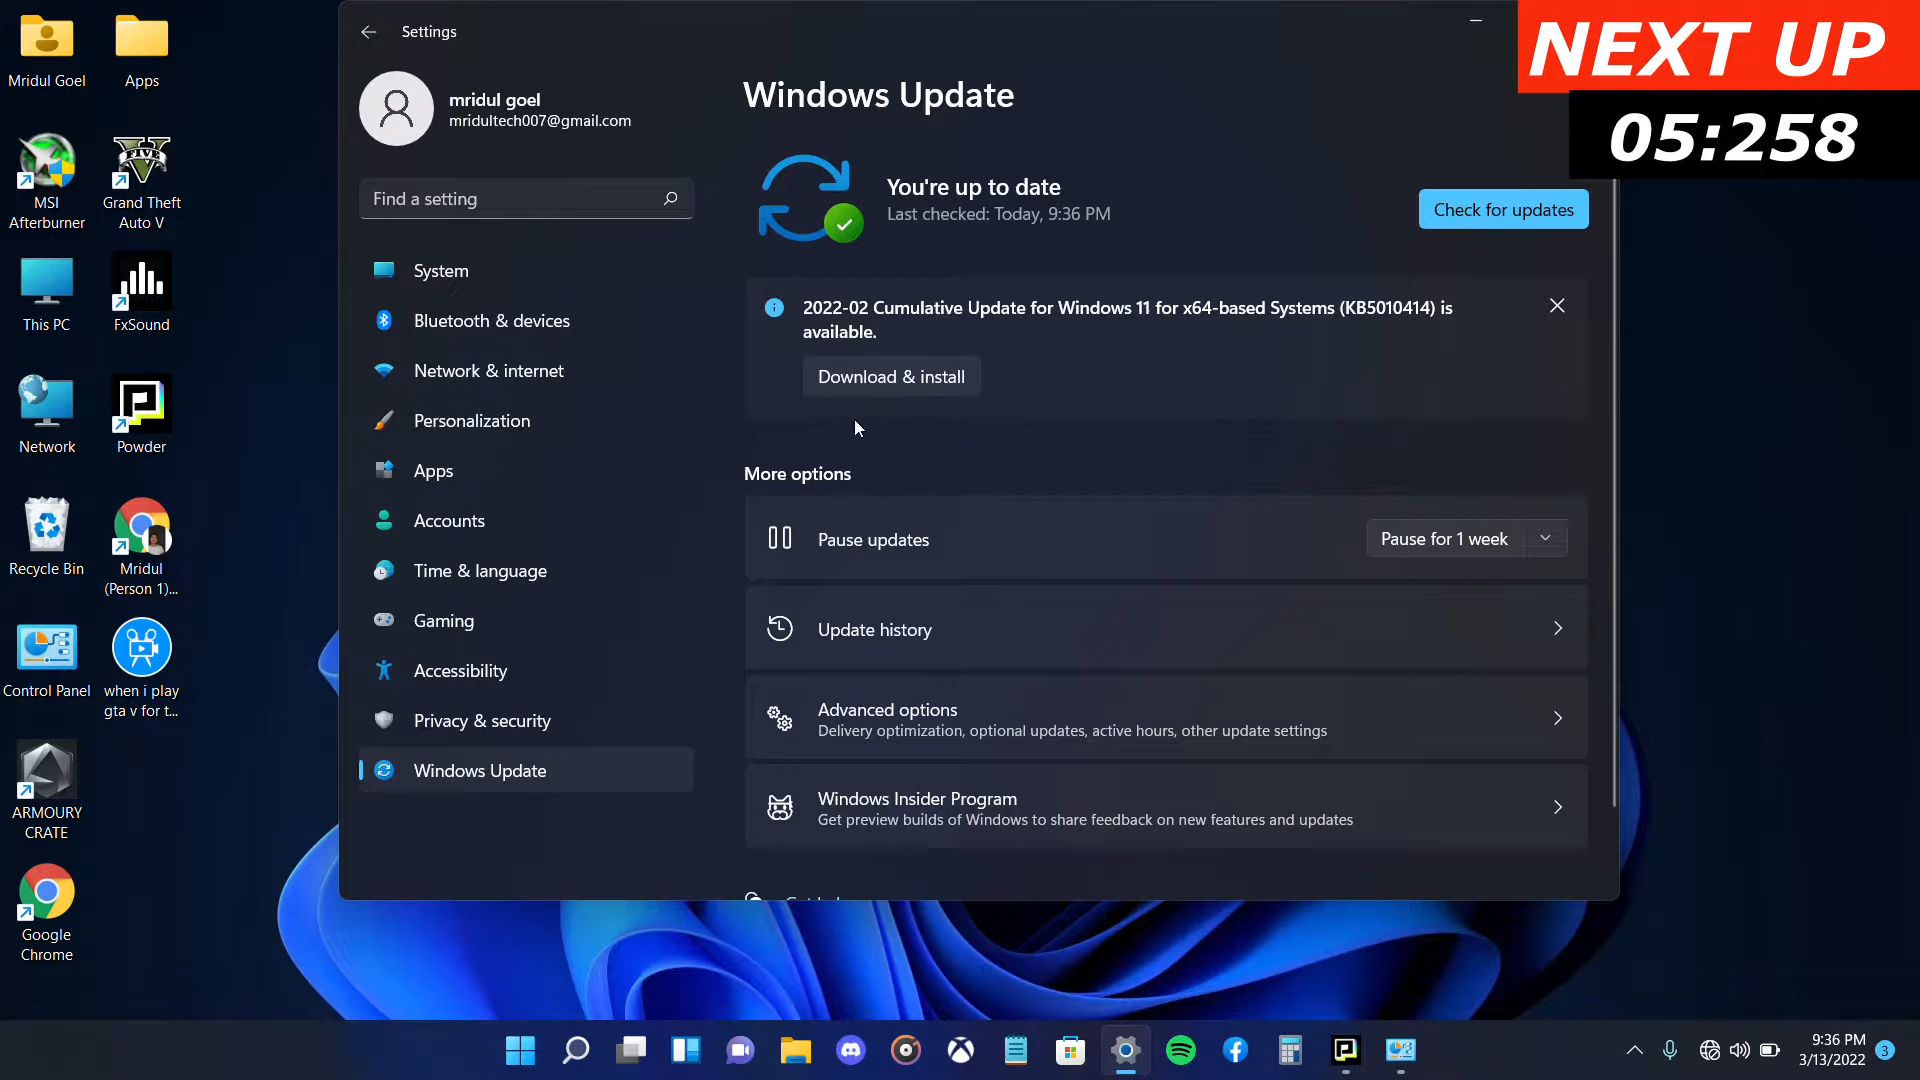 Mridul Goel
Apps
MSI
Afterburner
Grand Theft
Auto V
This PC
FxSound
Network
Powder
Recycle Bin
Mridul
(Person 1)...
Control Panel
when i play
gta v for t...
ARMOURY
CRATE
Google
Chrome
Settings
mridul goel
mridultech007@gmail.com
Find a setting
System
Bluetooth & devices
Network & internet
Personalization
Apps
Accounts
Time & language
Gaming
Accessibility
Privacy & security
Windows Update
Windows Update
You're up to date
Last checked: Today, 9:36 PM
Check for updates
2022-02 Cumulative Update for Windows 11 for x64-based Systems (KB5010414) is
available.
Download & install
More options
Pause updates
Pause for 1 week
Update history
Advanced options
Delivery optimization, optional updates, active hours, other update settings
Windows Insider Program
Get preview builds of Windows to share feedback on new features and updates
NEXT UP
05:258
9:36 PM
3/13/2022
3